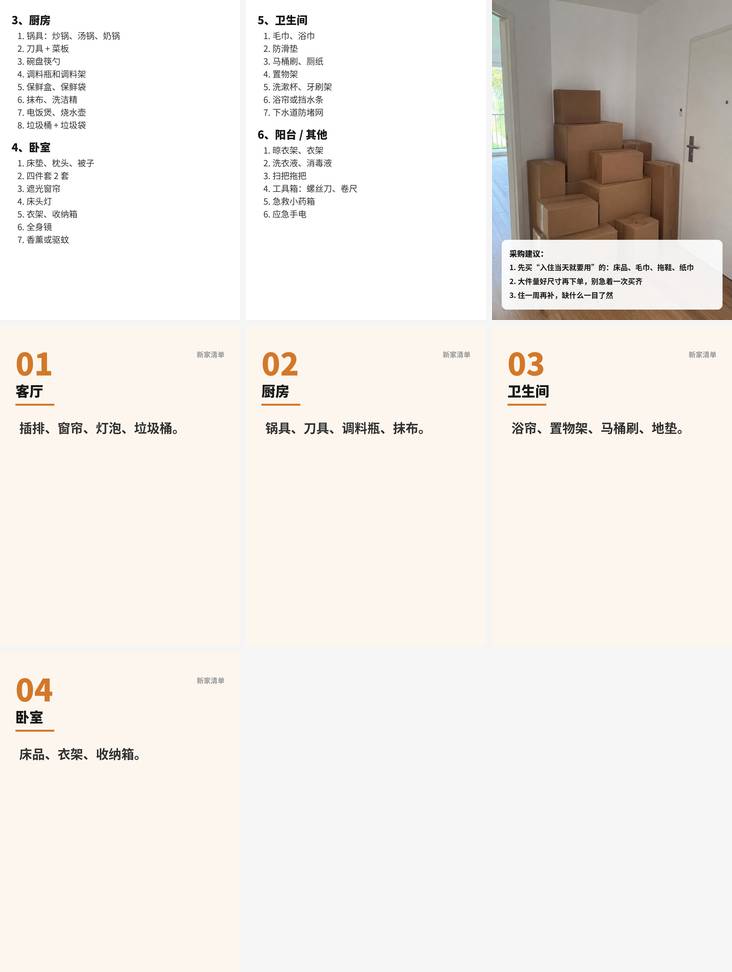 3、厨房
1. 锅具：炒锅、汤锅、奶锅
2. 刀具 + 菜板
3. 碗盘筷勺
4. 调料瓶和调料架
5. 保鲜盒、保鲜袋
6. 抹布、洗洁精
7. 电饭煲、烧水壶
8. 垃圾桶 + 垃圾袋
4、卧室
1. 床垫、枕头、被子
2. 四件套 2 套
3. 遮光窗帘
4. 床头灯
5. 衣架、收纳箱
6. 全身镜
7. 香薰或驱蚊
5、卫生间
1. 毛巾、浴巾
2. 防滑垫
3. 马桶刷、厕纸
4. 置物架
5. 洗漱杯、牙刷架
6. 浴帘或挡水条
7. 下水道防堵网
6、阳台 / 其他
1. 晾衣架、衣架
2. 洗衣液、消毒液
3. 扫把拖把
4. 工具箱：螺丝刀、卷尺
5. 急救小药箱
6. 应急手电
采购建议：
1. 先买“入住当天就要用”的：床品、毛巾、拖鞋、纸巾
2. 大件量好尺寸再下单，别急着一次买齐
3. 住一周再补，缺什么一目了然
01
新家清单
客厅
插排、窗帘、灯泡、垃圾桶。
02
新家清单
厨房
锅具、刀具、调料瓶、抹布。
03
新家清单
卫生间
浴帘、置物架、马桶刷、地垫。
04
新家清单
卧室
床品、衣架、收纳箱。